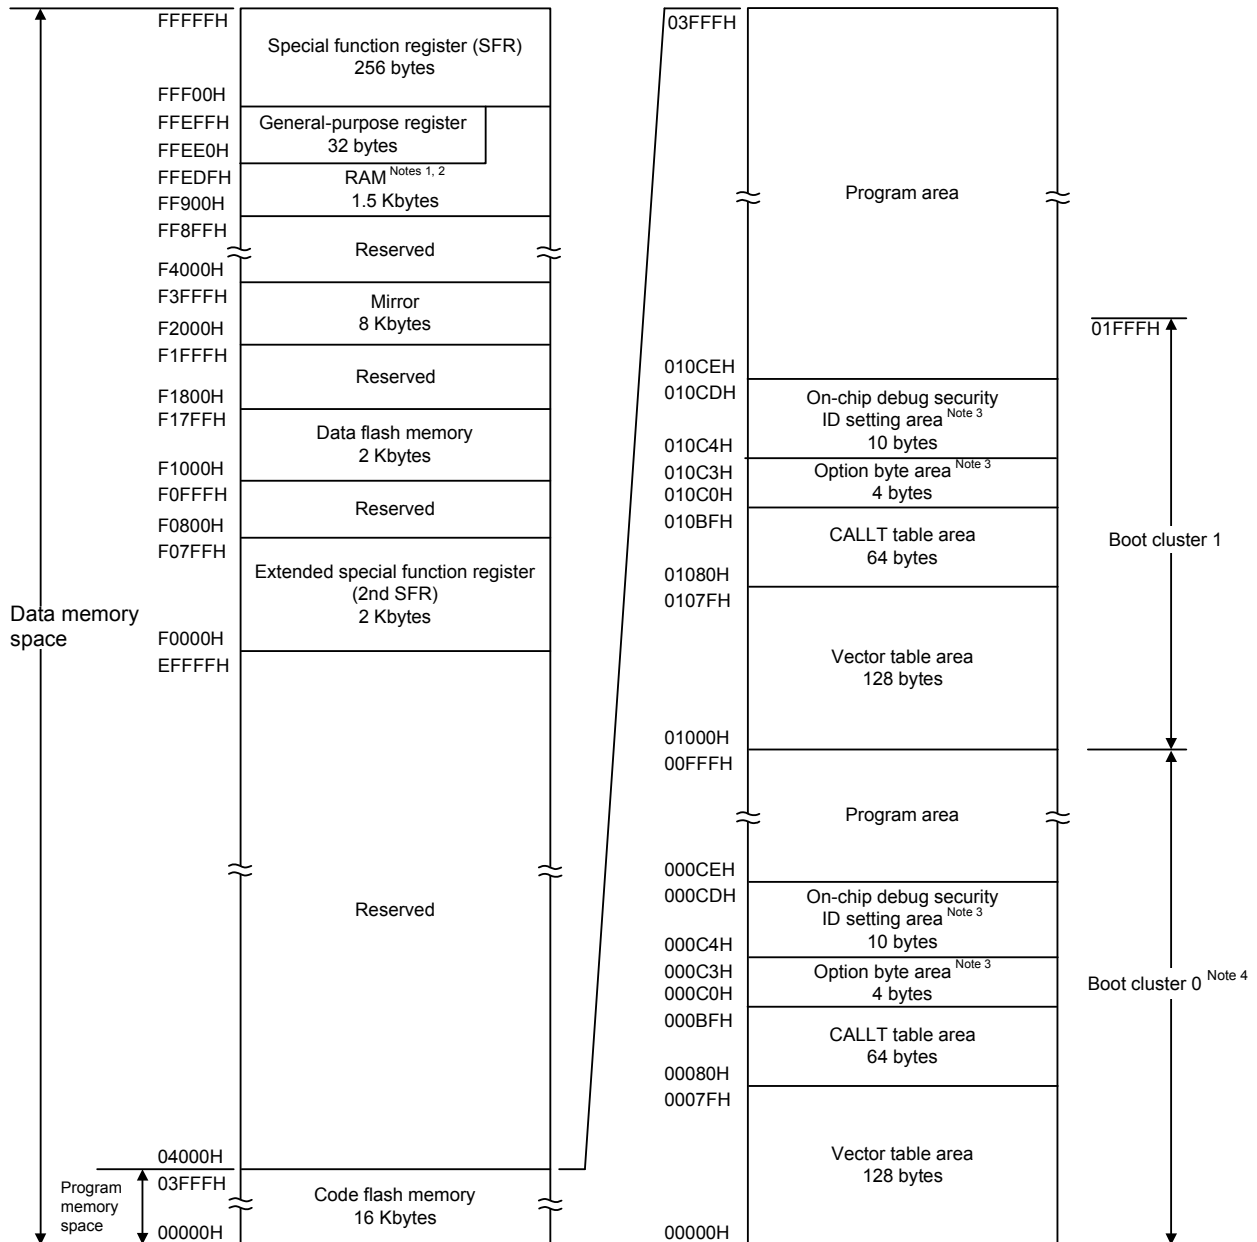 FFFFFH
Special function register (SFR)
256 bytes
FFF00H
FFEFFH
General-purpose register
32 bytes
FFEE0H
FFEDFH
RAM Notes 1, 2
1.5 Kbytes
FF900H
FF8FFH
Reserved
F4000H
F3FFFH
Mirror
8 Kbytes
F2000H
F1FFFH
Reserved
F1800H
F17FFH
Data flash memory
2 Kbytes
F1000H
F0FFFH
Reserved
F0800H
F07FFH
Extended special function register
(2nd SFR)
2 Kbytes
Data memory
space
F0000H
EFFFFH
Reserved
04000H
03FFFH
Program
memory
space
Code flash memory
16 Kbytes
00000H
03FFFH
Program area
01FFFH
010CEH
010CDH
On-chip debug security
ID setting area Note 3
10 bytes
010C4H
010C3H
Option byte area Note 3
4 bytes
010C0H
010BFH
CALLT table area
64 bytes
Boot cluster 1
01080H
0107FH
Vector table area
128 bytes
01000H
00FFFH
Program area
000CEH
000CDH
On-chip debug security
ID setting area Note 3
10 bytes
000C4H
000C3H
Option byte area Note 3
4 bytes
Boot cluster 0 Note 4
000C0H
000BFH
CALLT table area
64 bytes
00080H
0007FH
Vector table area
128 bytes
00000H